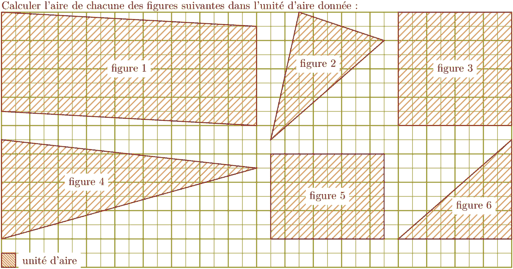 Calculer l'aire de chacune des figures suivantes dans l'unité d'aire donnée :
figure 1
figure 2
figure 3
figure 4
figure 5
figure 6
unité d'aire